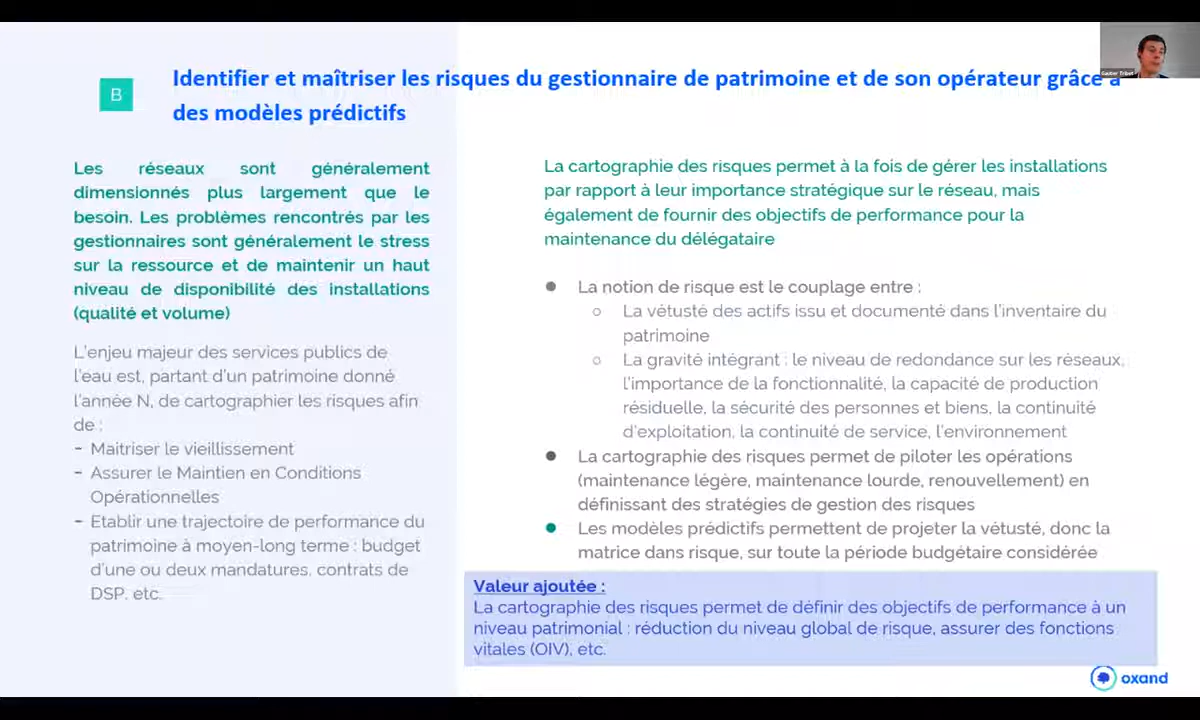 B
Identifier et maîtriser les risques du gestionnaire de patrimoine et de son opérateur grâce à
des modèles prédictifs
Les réseaux sont généralement
dimensionnés plus largement que le
besoin. Les problèmes rencontrés par les
gestionnaires sont généralement le stress
sur la ressource et de maintenir un haut
niveau de disponibilité des installations
(qualité et volume)
L'enjeu majeur des services publics de
l'eau est, partant d'un patrimoine donné
l'année N, de cartographier les risques afin
de :
- Maitriser le vieillissement
- Assurer le Maintien en Conditions
Opérationnelles
- Etablir une trajectoire de performance du
patrimoine à moyen-long terme : budget
d'une ou deux mandatures, contrats de
DSP, etc.
La cartographie des risques permet à la fois de gérer les installations
par rapport à leur importance stratégique sur le réseau, mais
également de fournir des objectifs de performance pour la
maintenance du délégataire
● La notion de risque est le couplage entre :
○ La vétusté des actifs issu et documenté dans l'inventaire du
patrimoine
○ La gravité intégrant : le niveau de redondance sur les réseaux,
l'importance de la fonctionnalité, la capacité de production
résiduelle, la sécurité des personnes et biens, la continuité
d'exploitation, la continuité de service, l'environnement
● La cartographie des risques permet de piloter les opérations
(maintenance légère, maintenance lourde, renouvellement) en
définissant des stratégies de gestion des risques
● Les modèles prédictifs permettent de projeter la vétusté, donc la
matrice dans risque, sur toute la période budgétaire considérée
Valeur ajoutée :
La cartographie des risques permet de définir des objectifs de performance à un
niveau patrimonial : réduction du niveau global de risque, assurer des fonctions
vitales (OIV), etc.
oxand